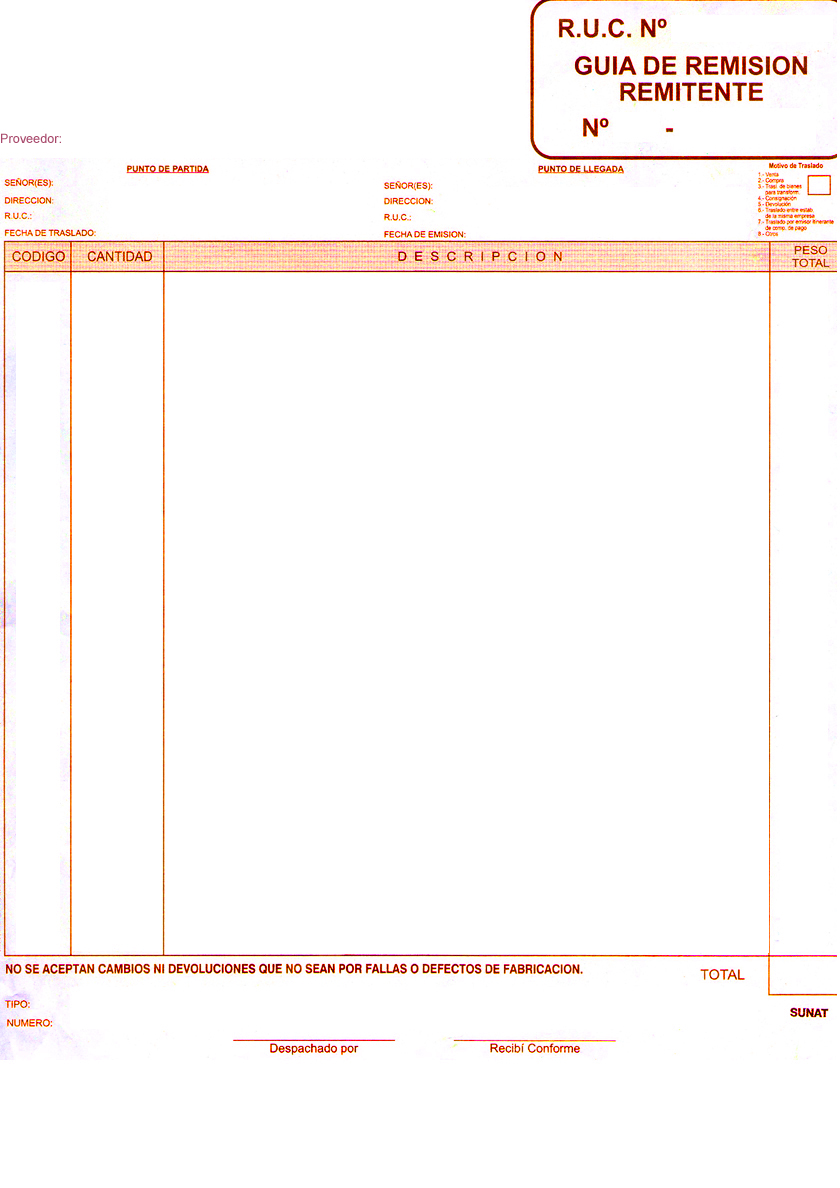 R.U.C. Nº
GUIA DE REMISION
REMITENTE
Nº -
Proveedor:
PUNTO DE PARTIDA
SEÑOR(ES):
DIRECCION:
R.U.C.:
FECHA DE TRASLADO:
PUNTO DE LLEGADA
SEÑOR(ES):
DIRECCION:
R.U.C.:
FECHA DE EMISION:
Motivo de Traslado
1.- Venta
2.- Compra
3.- Trasl. de bienes
para transform.
4.- Consignación
5.- Devolución
6.- Traslado entre estab.
de la misma empresa.
7.- Traslado por emisor itinerante
de comp. de pago
8.- Otros
CODIGO CANTIDAD DESCRIPCION PESO TOTAL
NO SE ACEPTAN CAMBIOS NI DEVOLUCIONES QUE NO SEAN POR FALLAS O DEFECTOS DE FABRICACION.
TOTAL
TIPO:
NUMERO:
SUNAT
Despachado por
Recibí Conforme